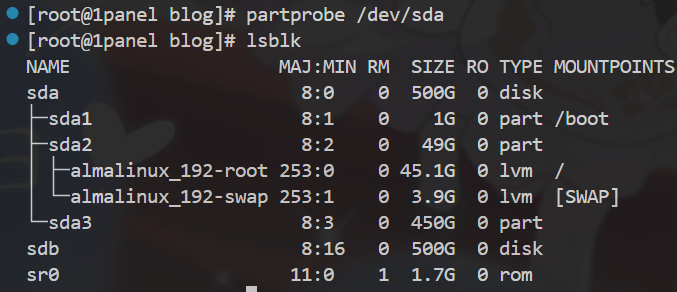 [root@1panel blog]# partprobe /dev/sda
[root@1panel blog]# lsblk
NAME                   MAJ:MIN RM  SIZE RO TYPE MOUNTPOINTS
sda                      8:0    0  500G  0 disk
├─sda1                   8:1    0    1G  0 part /boot
├─sda2                   8:2    0   49G  0 part
│ ├─almalinux_192-root 253:0    0 45.1G  0 lvm  /
│ └─almalinux_192-swap 253:1    0  3.9G  0 lvm  [SWAP]
└─sda3                   8:3    0  450G  0 part
sdb                      8:16   0  500G  0 disk
sr0                     11:0    1  1.7G  0 rom